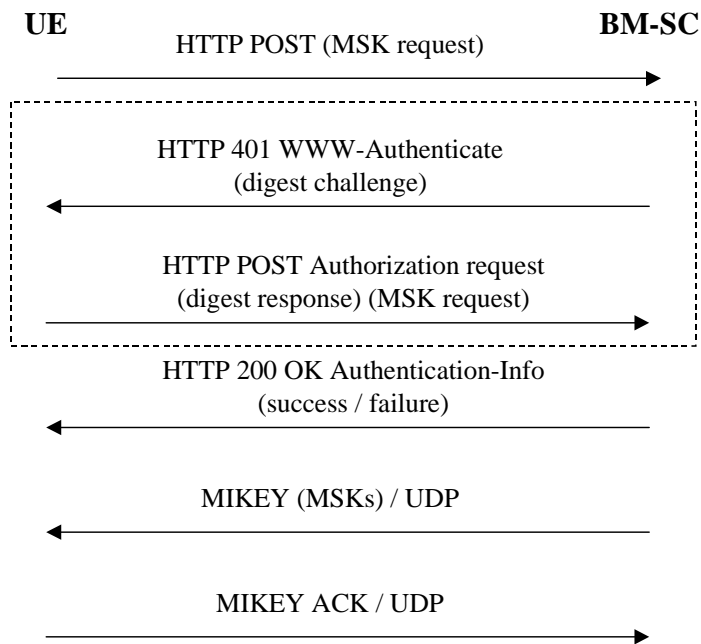 UE
BM-SC
HTTP POST (MSK request)
HTTP 401 WWW-Authenticate
(digest challenge)
HTTP POST Authorization request
(digest response) (MSK request)
HTTP 200 OK Authentication-Info
(success / failure)
MIKEY (MSKs) / UDP
MIKEY ACK / UDP